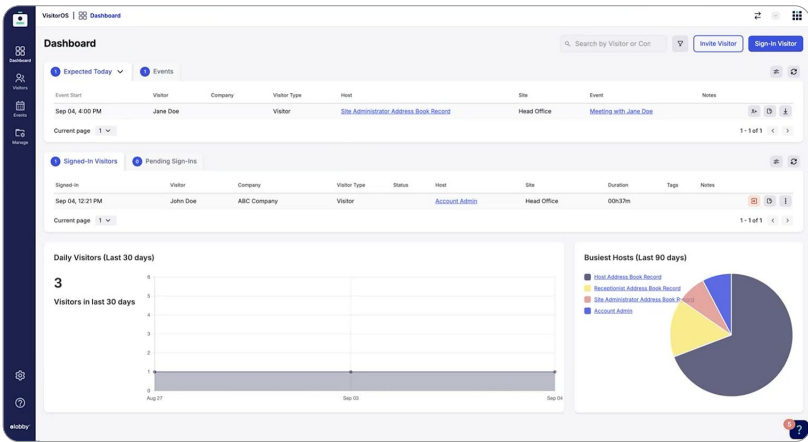 VisitorOS | Dashboard
Dashboard
Search by Visitor or Con
Invite Visitor
Sign-In Visitor
Dashboard
Visitors
Events
Manage
1 Expected Today
1 Events
Event Start Visitor Company Visitor Type Host Site Event Notes
Sep 04, 4:00 PM Jane Doe Visitor Site Administrator Address Book Record Head Office Meeting with Jane Doe
Current page 1
1 - 1 of 1
1 Signed-In Visitors
0 Pending Sign-Ins
Signed-In Visitor Company Visitor Type Status Host Site Duration Tags Notes
Sep 04, 12:21 PM John Doe ABC Company Visitor Account Admin Head Office 00h37m
Current page 1
1 - 1 of 1
Daily Visitors (Last 30 days)
3
Visitors in last 30 days
6
5
4
3
2
1
0
Aug 27 Sep 03 Sep 04
Busiest Hosts (Last 90 days)
Host Address Book Record
Receptionist Address Book Record
Site Administrator Address Book Record
Account Admin
elobby
5
?